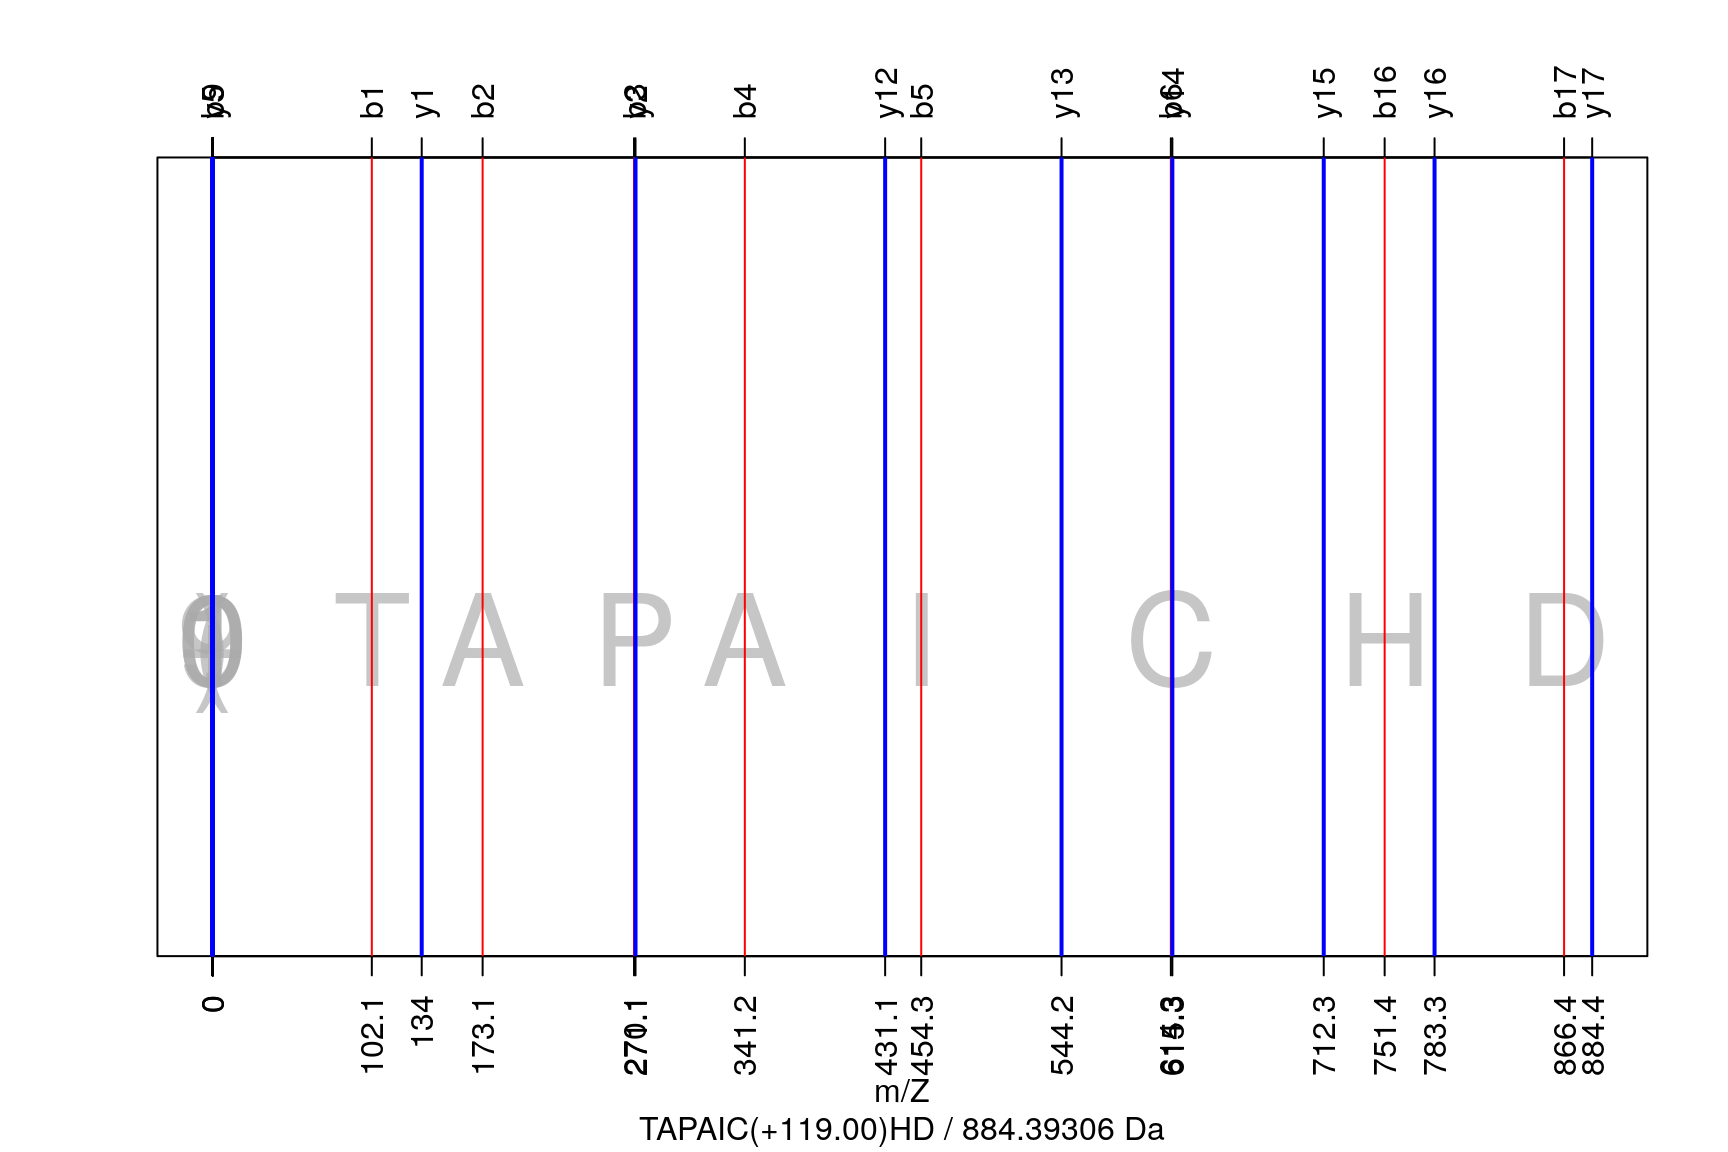 b1 y1 b2 b4 y12 b5 y13 y15 b16 y16 b17 y17
T A P A I C H D
0 102.1 134 173.1 341.2 431.1 454.3 544.2 712.3 751.4 783.3 866.4 884.4
m/Z
TAPAIC(+119.00)HD / 884.39306 Da